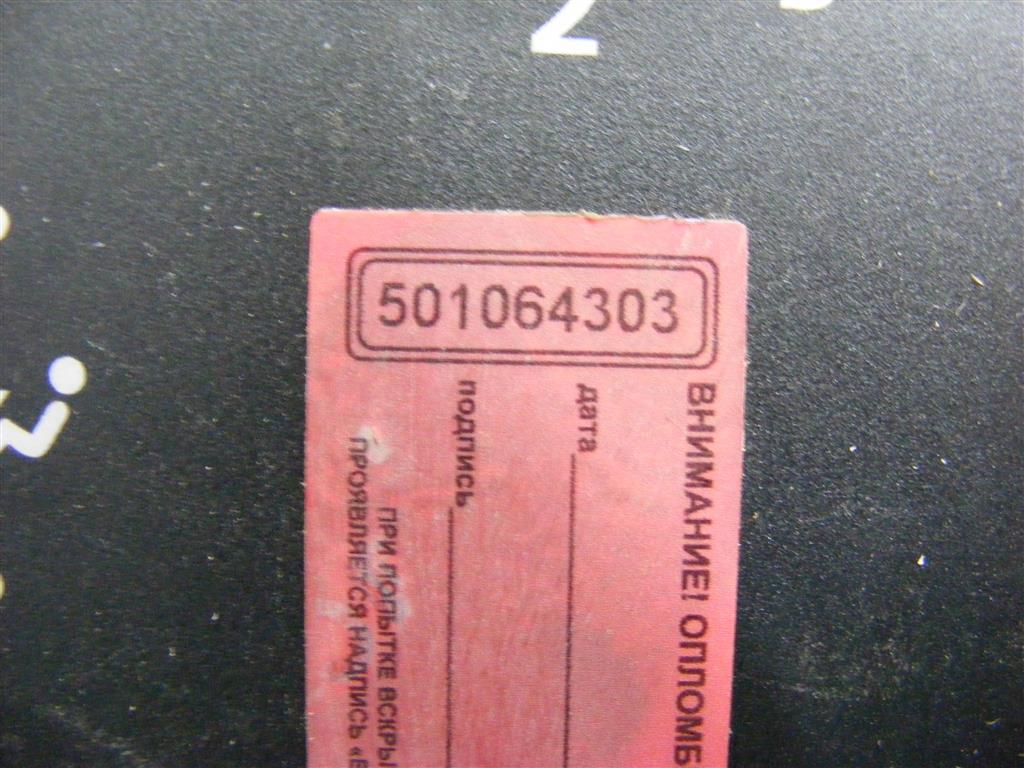 2
501064303
ВНИМАНИЕ! ОПЛОМБ
дата
подпись
ПРИ ПОПЫТКЕ ВСКРЫ
ПРОЯВЛЯЕТСЯ НАДПИСЬ «В